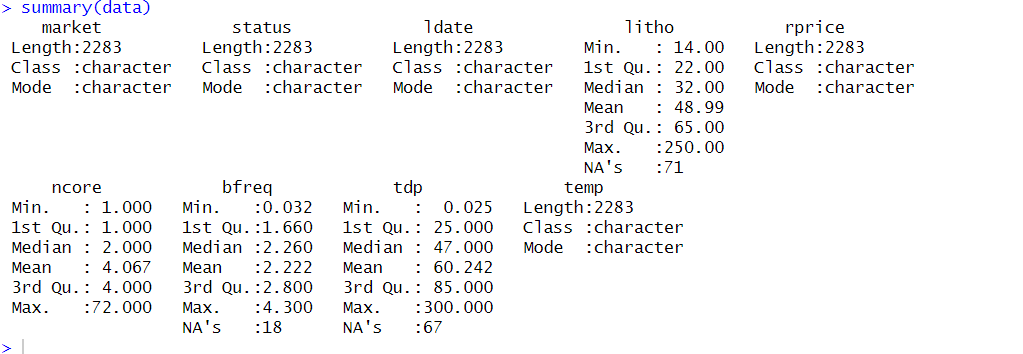 > summary(data)
    market             status             ldate               litho           rprice         
 Length:2283        Length:2283        Length:2283        Min.   : 14.00   Length:2283       
 Class :character   Class :character   Class :character   1st Qu.: 22.00   Class :character  
 Mode  :character   Mode  :character   Mode  :character   Median : 32.00   Mode  :character  
                                                          Mean   : 48.99                     
                                                          3rd Qu.: 65.00                     
                                                          Max.   :250.00                     
                                                          NA's   :71                         
     ncore            bfreq            tdp              temp          
 Min.   : 1.000   Min.   :0.032   Min.   :  0.025   Length:2283       
 1st Qu.: 1.000   1st Qu.:1.660   1st Qu.: 25.000   Class :character  
 Median : 2.000   Median :2.260   Median : 47.000   Mode  :character  
 Mean   : 4.067   Mean   :2.222   Mean   : 60.242                     
 3rd Qu.: 4.000   3rd Qu.:2.800   3rd Qu.: 85.000                     
 Max.   :72.000   Max.   :4.300   Max.   :300.000                     
                  NA's   :18      NA's   :67                          
>